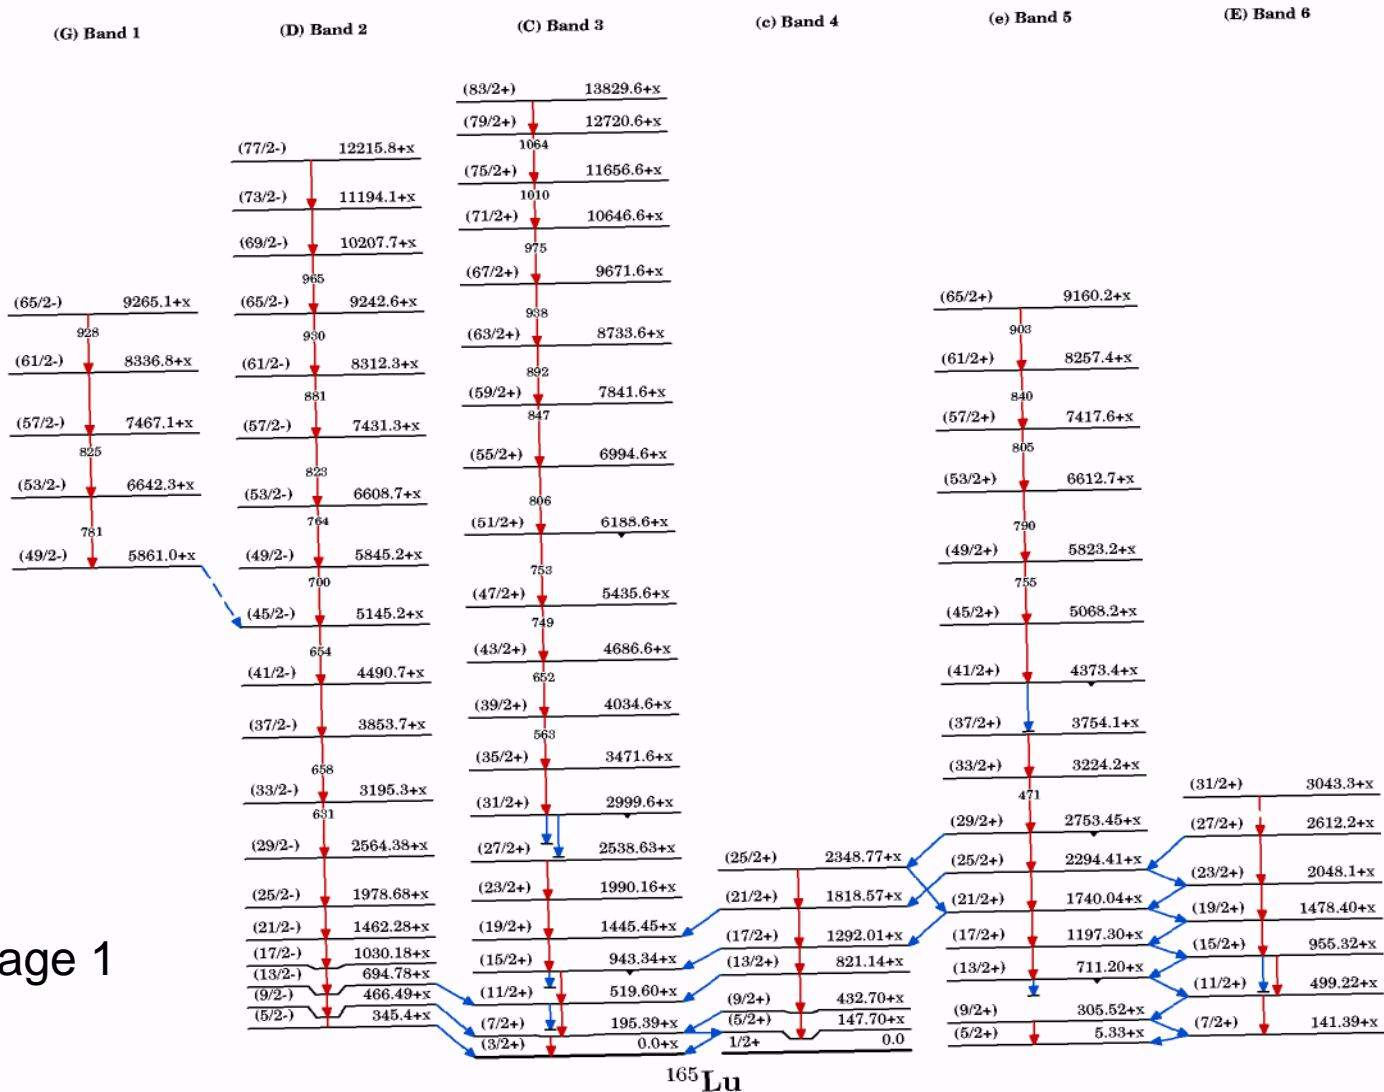 (G) Band 1
(D) Band 2
(C) Band 3
(c) Band 4
(e) Band 5
(E) Band 6
(65/2-) 9265.1+x
928
(61/2-) 8336.8+x
(57/2-) 7467.1+x
825
(53/2-) 6642.3+x
781
(49/2-) 5861.0+x
(77/2-) 12215.8+x
(73/2-) 11194.1+x
(69/2-) 10207.7+x
965
(65/2-) 9242.6+x
930
(61/2-) 8312.3+x
881
(57/2-) 7431.3+x
823
(53/2-) 6608.7+x
764
(49/2-) 5845.2+x
700
(45/2-) 5145.2+x
654
(41/2-) 4490.7+x
(37/2-) 3853.7+x
658
(33/2-) 3195.3+x
631
(29/2-) 2564.38+x
(25/2-) 1978.68+x
(21/2-) 1462.28+x
(17/2-) 1030.18+x
(13/2-) 694.78+x
(9/2-) 466.49+x
(5/2-) 345.4+x
(83/2+) 13829.6+x
(79/2+) 12720.6+x
1064
(75/2+) 11656.6+x
1010
(71/2+) 10646.6+x
975
(67/2+) 9671.6+x
938
(63/2+) 8733.6+x
892
(59/2+) 7841.6+x
847
(55/2+) 6994.6+x
806
(51/2+) 6188.6+x
753
(47/2+) 5435.6+x
749
(43/2+) 4686.6+x
652
(39/2+) 4034.6+x
563
(35/2+) 3471.6+x
(31/2+) 2999.6+x
(27/2+) 2538.63+x
(23/2+) 1990.16+x
(19/2+) 1445.45+x
(15/2+) 943.34+x
(11/2+) 519.60+x
(7/2+) 195.39+x
(3/2+) 0.0+x
(25/2+) 2348.77+x
(21/2+) 1818.57+x
(17/2+) 1292.01+x
(13/2+) 821.14+x
(9/2+) 432.70+x
(5/2+) 147.70+x
1/2+ 0.0
(65/2+) 9160.2+x
903
(61/2+) 8257.4+x
840
(57/2+) 7417.6+x
805
(53/2+) 6612.7+x
790
(49/2+) 5823.2+x
755
(45/2+) 5068.2+x
(41/2+) 4373.4+x
(37/2+) 3754.1+x
(33/2+) 3224.2+x
471
(29/2+) 2753.45+x
(25/2+) 2294.41+x
(21/2+) 1740.04+x
(17/2+) 1197.30+x
(13/2+) 711.20+x
(9/2+) 305.52+x
(5/2+) 5.33+x
(31/2+) 3043.3+x
(27/2+) 2612.2+x
(23/2+) 2048.1+x
(19/2+) 1478.40+x
(15/2+) 955.32+x
(11/2+) 499.22+x
(7/2+) 141.39+x
age 1
165Lu